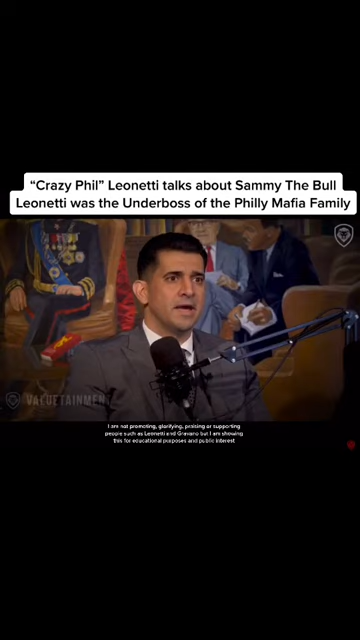 “Crazy Phil” Leonetti talks about Sammy The Bull
Leonetti was the Underboss of the Philly Mafia Family
VALUETAINMENT
I am not promoting, glorifying, praising or supporting
people such as Leonetti and Gravano but I am showing
this for educational purposes and public interest